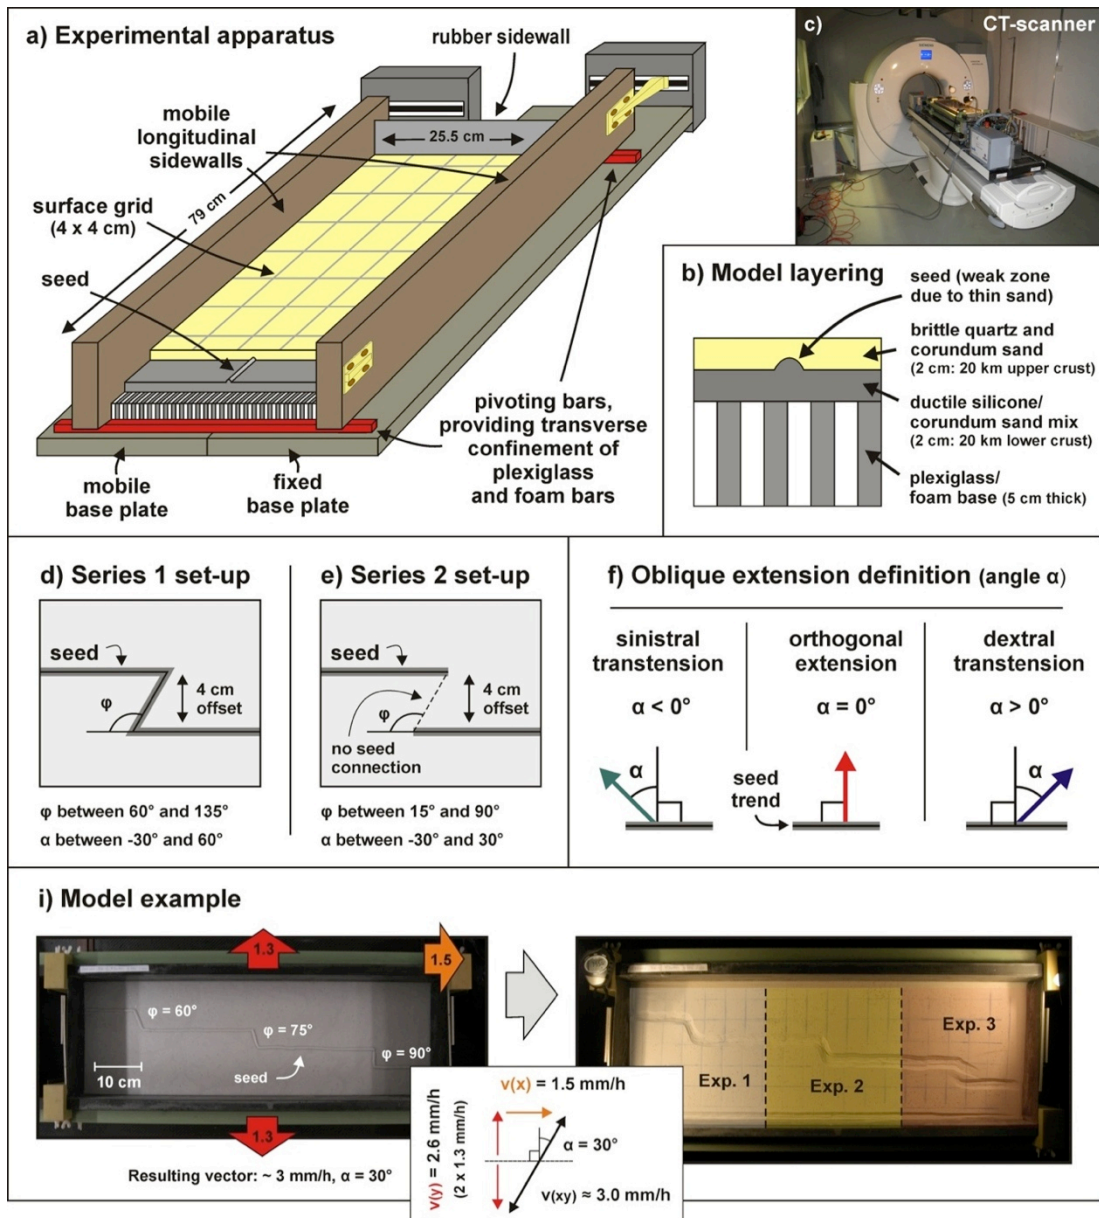 a) Experimental apparatus
rubber sidewall
mobile
longitudinal
sidewalls
25.5 cm
79 cm
surface grid
(4 x 4 cm)
seed
pivoting bars,
providing transverse
confinement of
plexiglass
and foam bars
mobile
base plate
fixed
base plate
c)
CT-scanner
b) Model layering
seed (weak zone
due to thin sand)
brittle quartz and
corundum sand
(2 cm: 20 km upper crust)
ductile silicone/
corundum sand mix
(2 cm: 20 km lower crust)
plexiglass/
foam base (5 cm thick)
d) Series 1 set-up
seed
φ
4 cm
offset
φ between 60° and 135°
α between -30° and 60°
e) Series 2 set-up
seed
φ
4 cm
offset
no seed
connection
φ between 15° and 90°
α between -30° and 30°
f) Oblique extension definition (angle α)
sinistral
transtension
α < 0°
α
orthogonal
extension
α = 0°
seed
trend
dextral
transtension
α > 0°
α
i) Model example
1.3
1.5
φ = 60°
φ = 75°
φ = 90°
10 cm
seed
1.3
Resulting vector: ~ 3 mm/h, α = 30°
v(x) = 1.5 mm/h
v(y) = 2.6 mm/h
(2 x 1.3 mm/h)
α = 30°
v(xy) ≈ 3.0 mm/h
Exp. 1
Exp. 2
Exp. 3